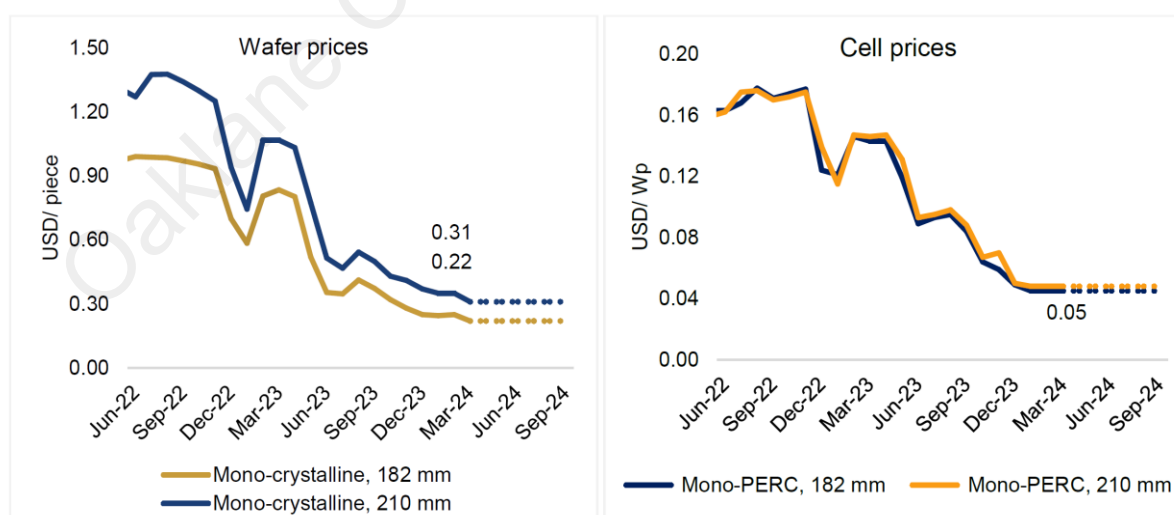 Wafer prices
USD/ piece
1.50
1.20
0.90
0.60
0.30
0.00
0.31
0.22
Jun-22
Sep-22
Dec-22
Mar-23
Jun-23
Sep-23
Dec-23
Mar-24
Jun-24
Sep-24
Mono-crystalline, 182 mm
Mono-crystalline, 210 mm
Cell prices
USD/ Wp
0.20
0.16
0.12
0.08
0.04
0.00
0.05
Jun-22
Sep-22
Dec-22
Mar-23
Jun-23
Sep-23
Dec-23
Mar-24
Jun-24
Sep-24
Mono-PERC, 182 mm
Mono-PERC, 210 mm
Oaklane